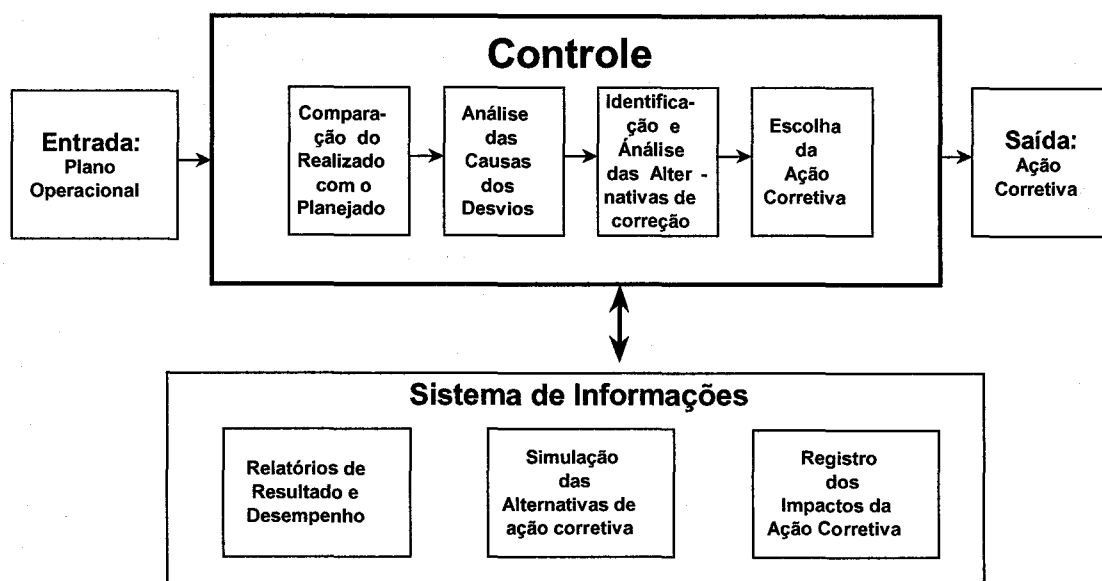 Controle
Entrada:
Plano
Operacional
Compara-
ção do
Realizado
com o
Planejado
Análise
das
Causas
dos
Desvios
Identifica-
ção e
Ánálise
das Alter -
nativas de
correção
Escolha
da
Ação
Corretiva
Saída:
Ação
Corretiva
Sistema de Informações
Relatórios de
Resultado e
Desempenho
Simulação
das
Alternativas de
ação corretiva
Registro
dos
Impactos da
Ação Corretiva